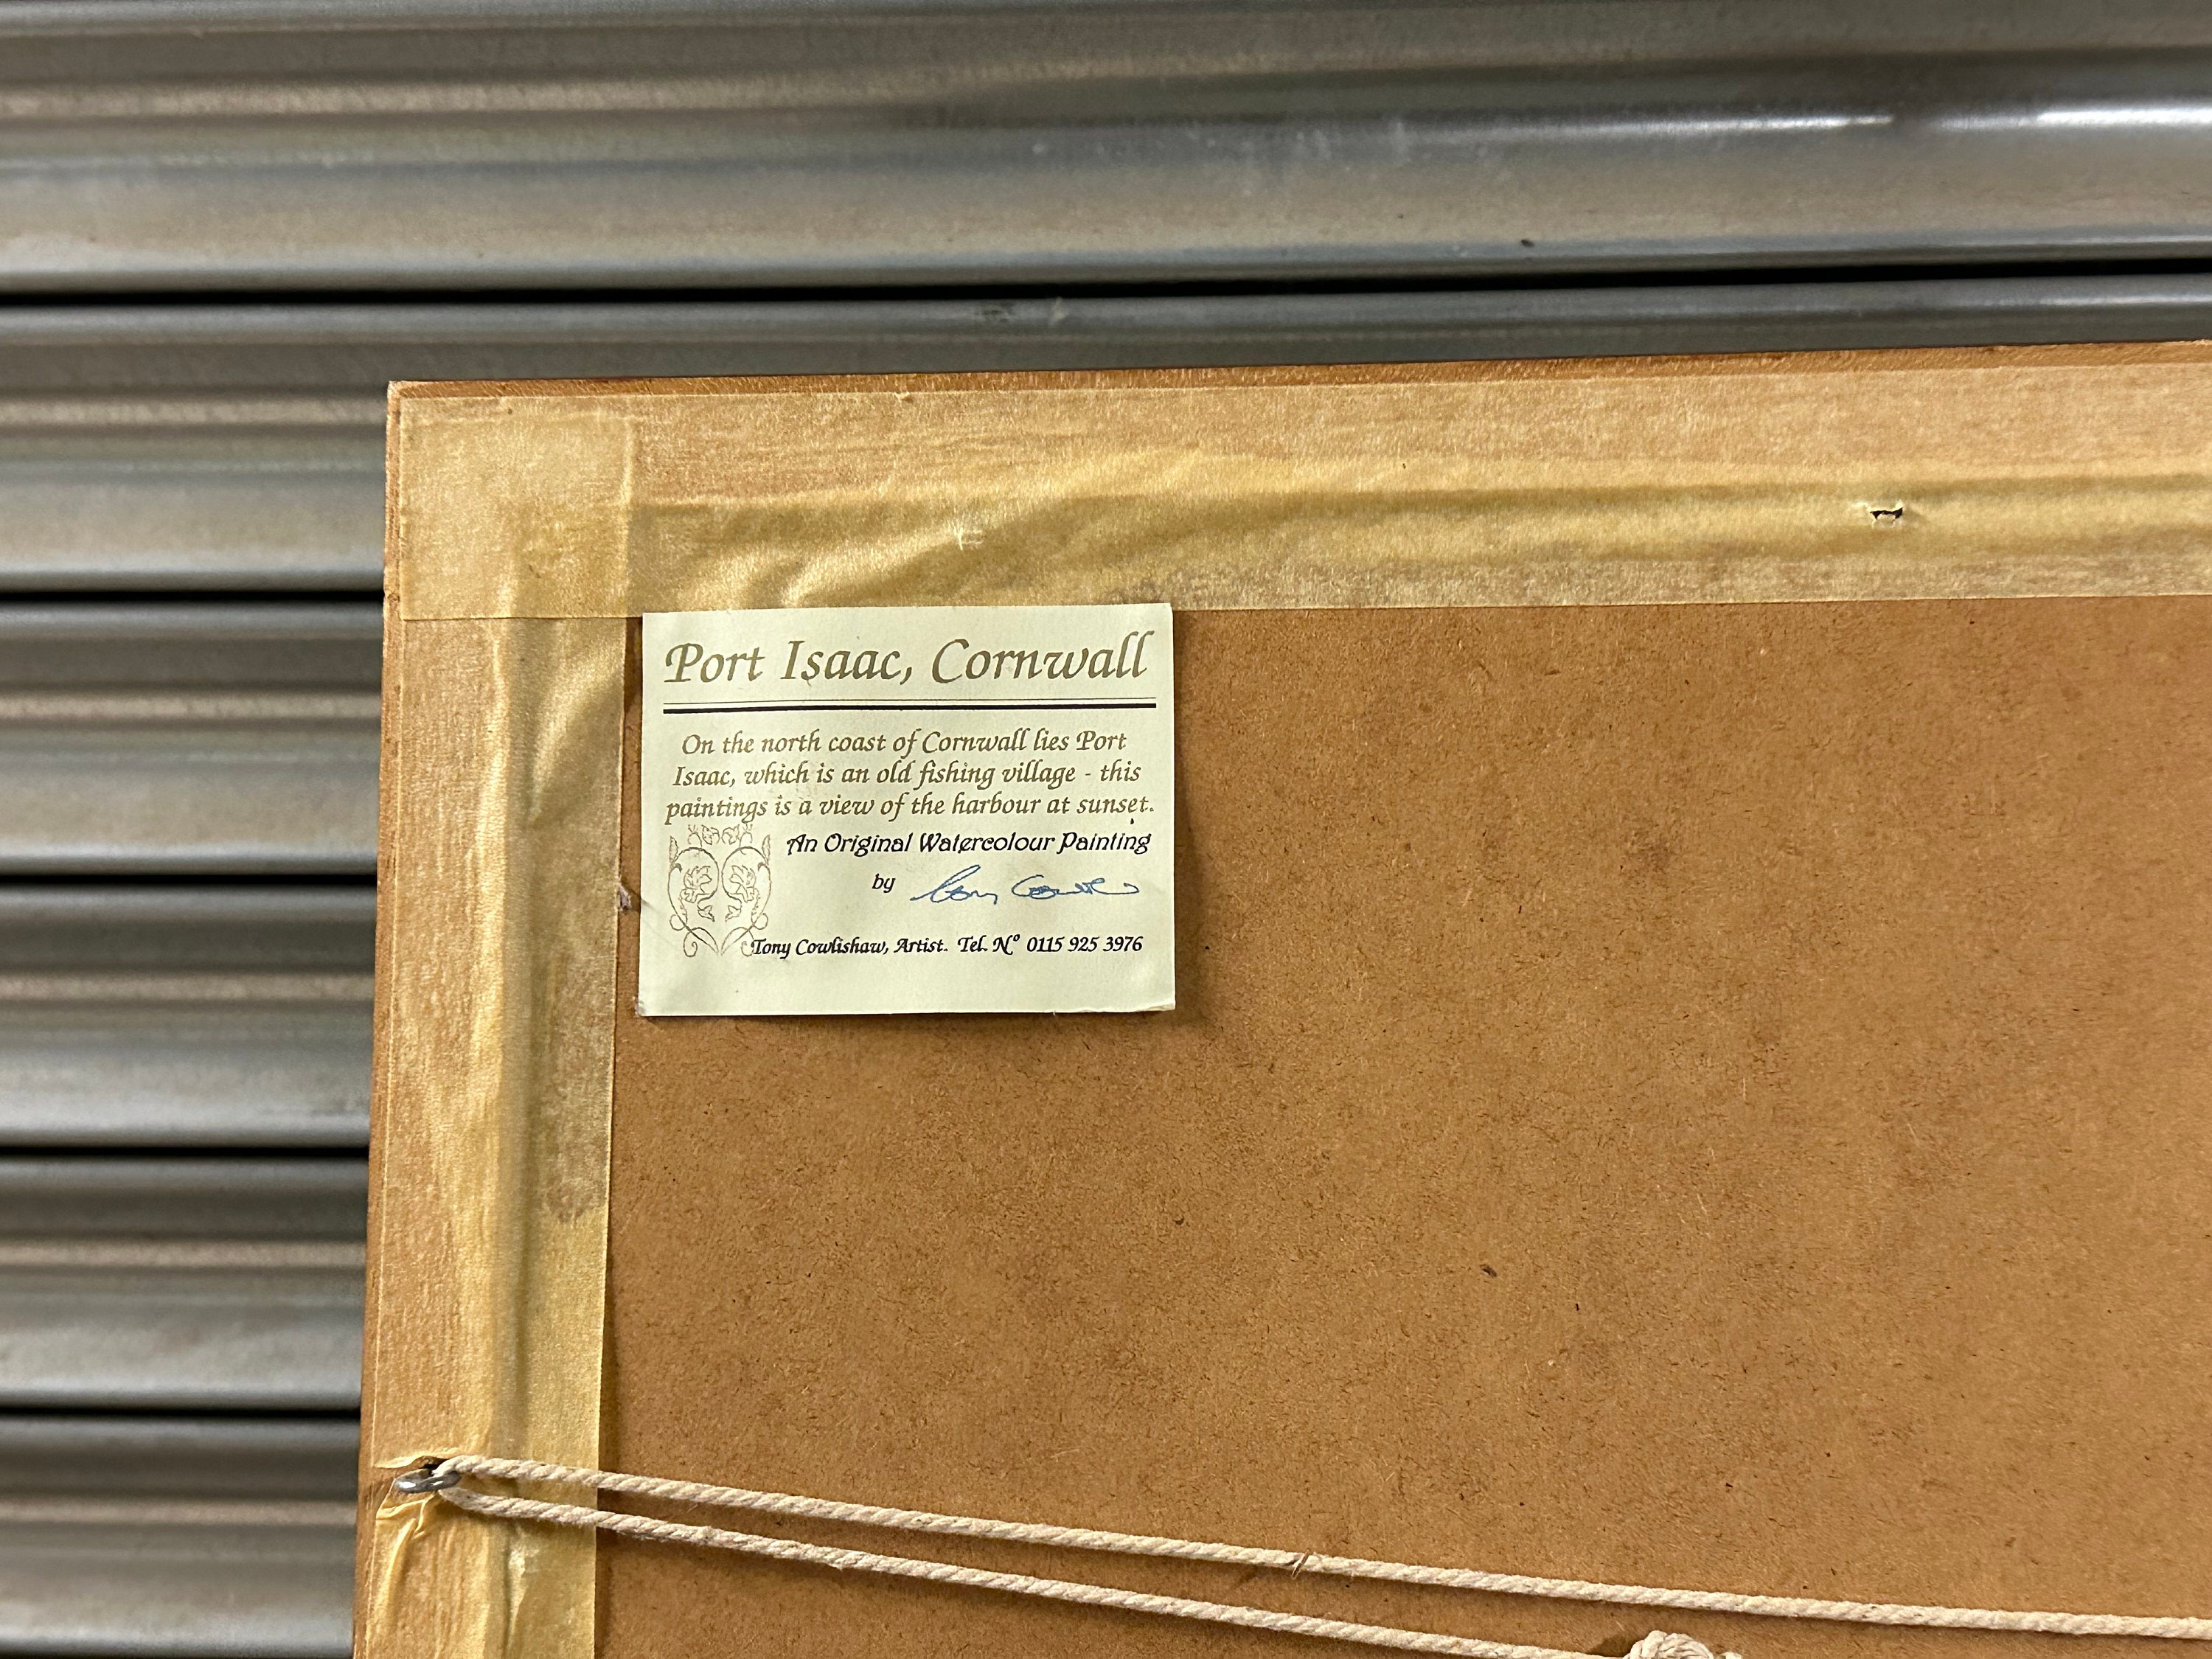 Port Isaac, Cornwall
On the north coast of Cornwall lies Port
Isaac, which is an old fishing village - this
paintings is a view of the harbour at sunset.
An Original Watercolour Painting
by
Tony Cowlishaw, Artist. Tel. Nº 0115 925 3976